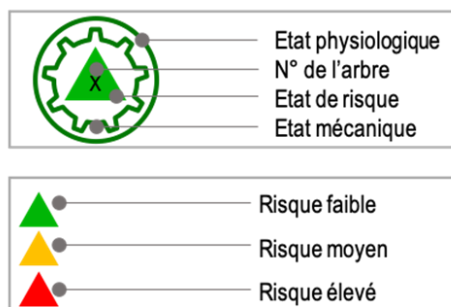 Etat physiologique
N° de l'arbre
X
Etat de risque
Etat mécanique
Risque faible
Risque moyen
Risque élevé